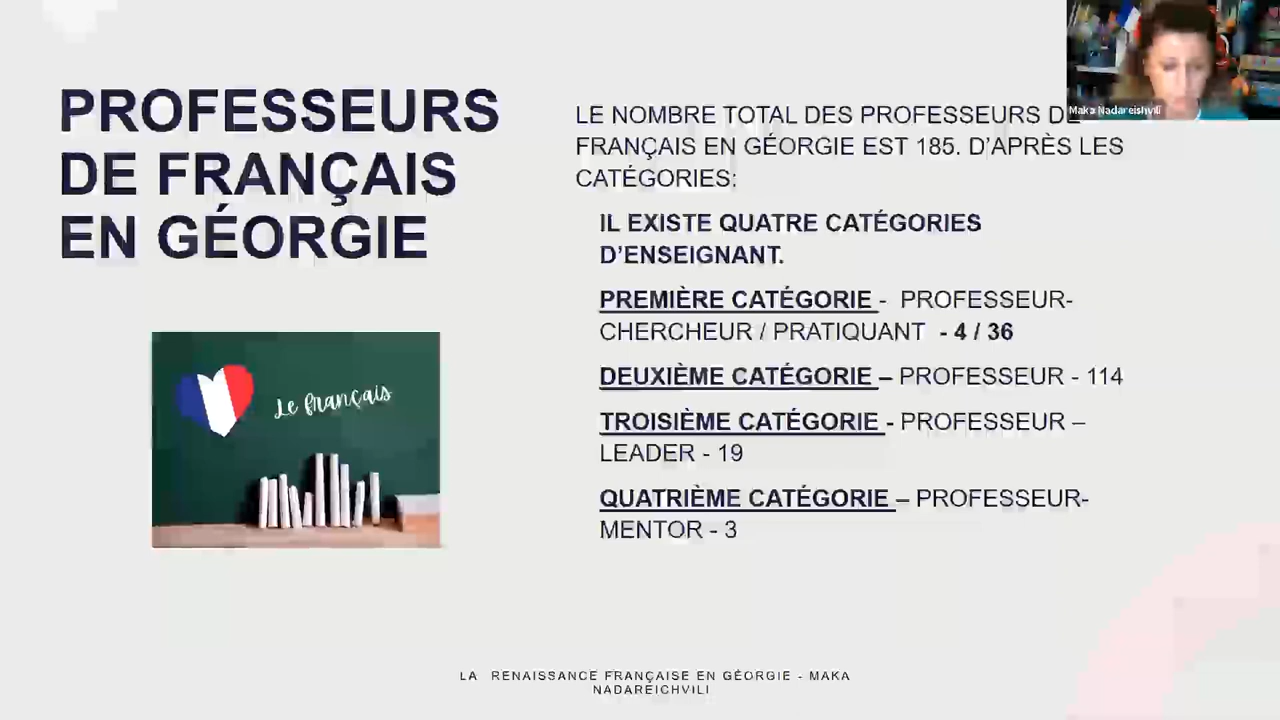 PROFESSEURS
DE FRANÇAIS
EN GÉORGIE
Le français
LE NOMBRE TOTAL DES PROFESSEURS DE
FRANÇAIS EN GÉORGIE EST 185. D'APRÈS LES
CATÉGORIES:
IL EXISTE QUATRE CATÉGORIES
D'ENSEIGNANT.
PREMIÈRE CATÉGORIE - PROFESSEUR-
CHERCHEUR / PRATIQUANT - 4 / 36
DEUXIÈME CATÉGORIE – PROFESSEUR - 114
TROISIÈME CATÉGORIE - PROFESSEUR –
LEADER - 19
QUATRIÈME CATÉGORIE – PROFESSEUR-
MENTOR - 3
Maka Nadareishvili
LA RENAISSANCE FRANÇAISE EN GÉORGIE - MAKA
NADAREICHVILI